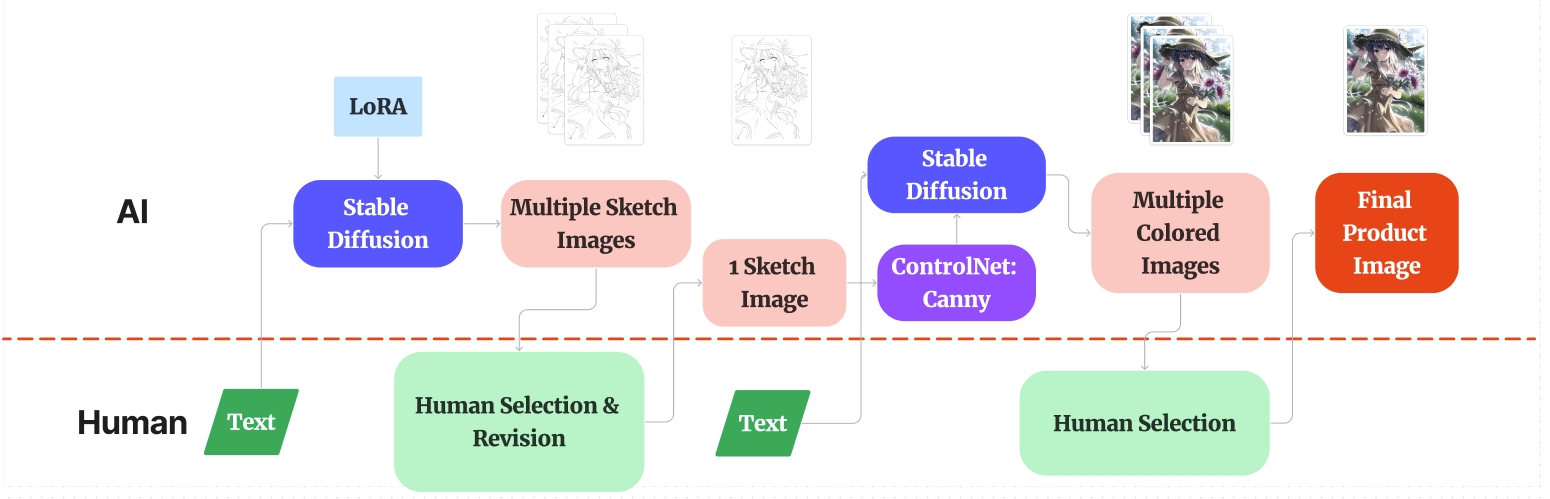 LoRA
AI
Stable
Diffusion
Multiple Sketch
Images
1 Sketch
Image
Stable
Diffusion
ControlNet:
Canny
Multiple
Colored
Images
Final
Product
Image
Human
Text
Human Selection &
Revision
Text
Human Selection